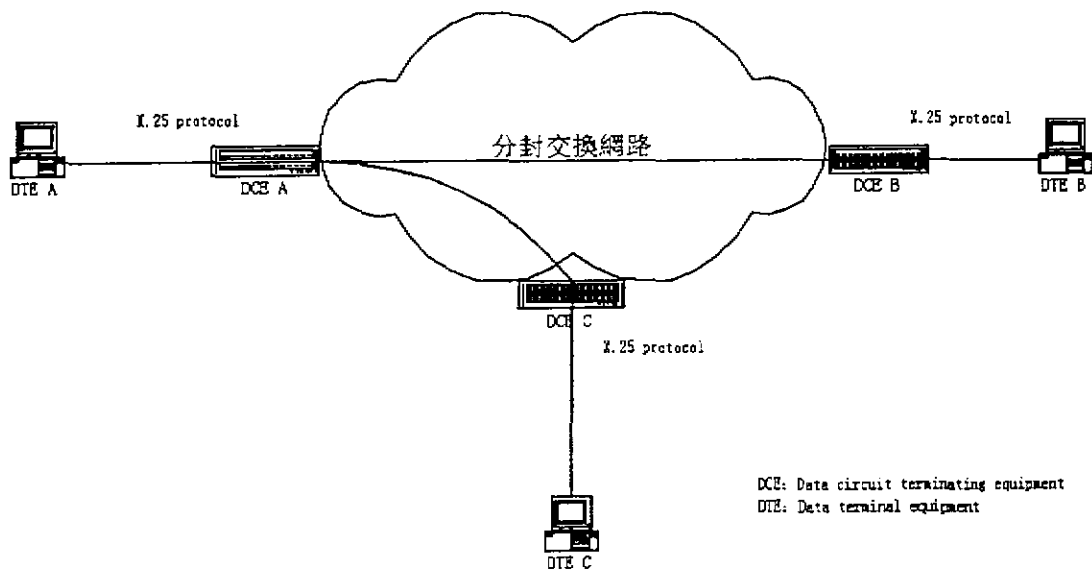 X.25 protocol
X.25 protocol
分封交換網路
DTE A
DCE A
DCE B
DTE B
DCE C
X.25 protocol
DCE: Data circuit terminating equipment
DTE: Data terminal equipment
DTE C